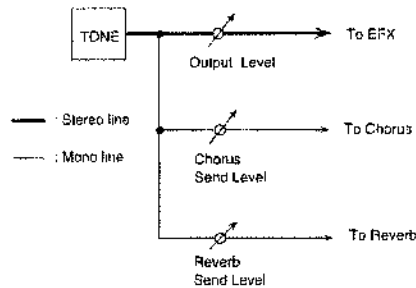 TONE
To EFX
Output Level
: Stereo line
: Mono line
To Chorus
Chorus
Send Level
To Reverb
Reverb
Send Level